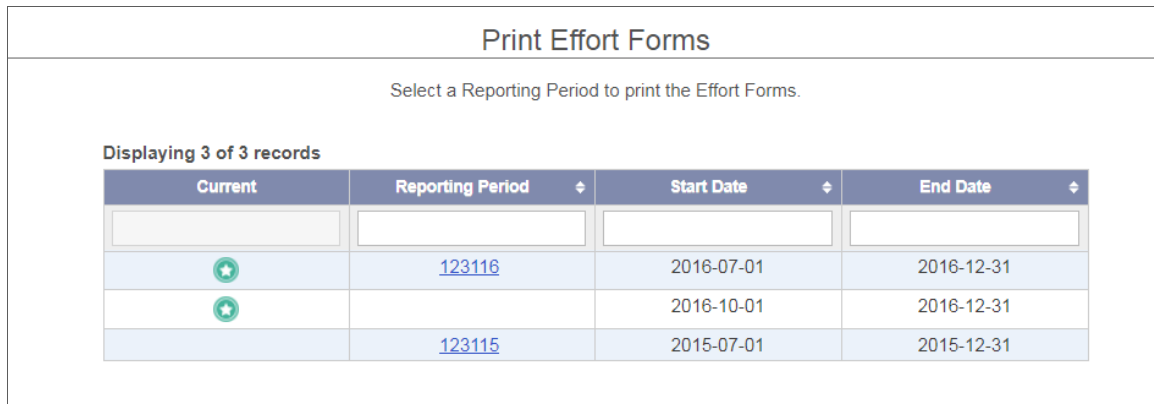 Print Effort Forms
Select a Reporting Period to print the Effort Forms.
Displaying 3 of 3 records
Current Reporting Period Start Date End Date
123116 2016-07-01 2016-12-31
2016-10-01 2016-12-31
123115 2015-07-01 2015-12-31